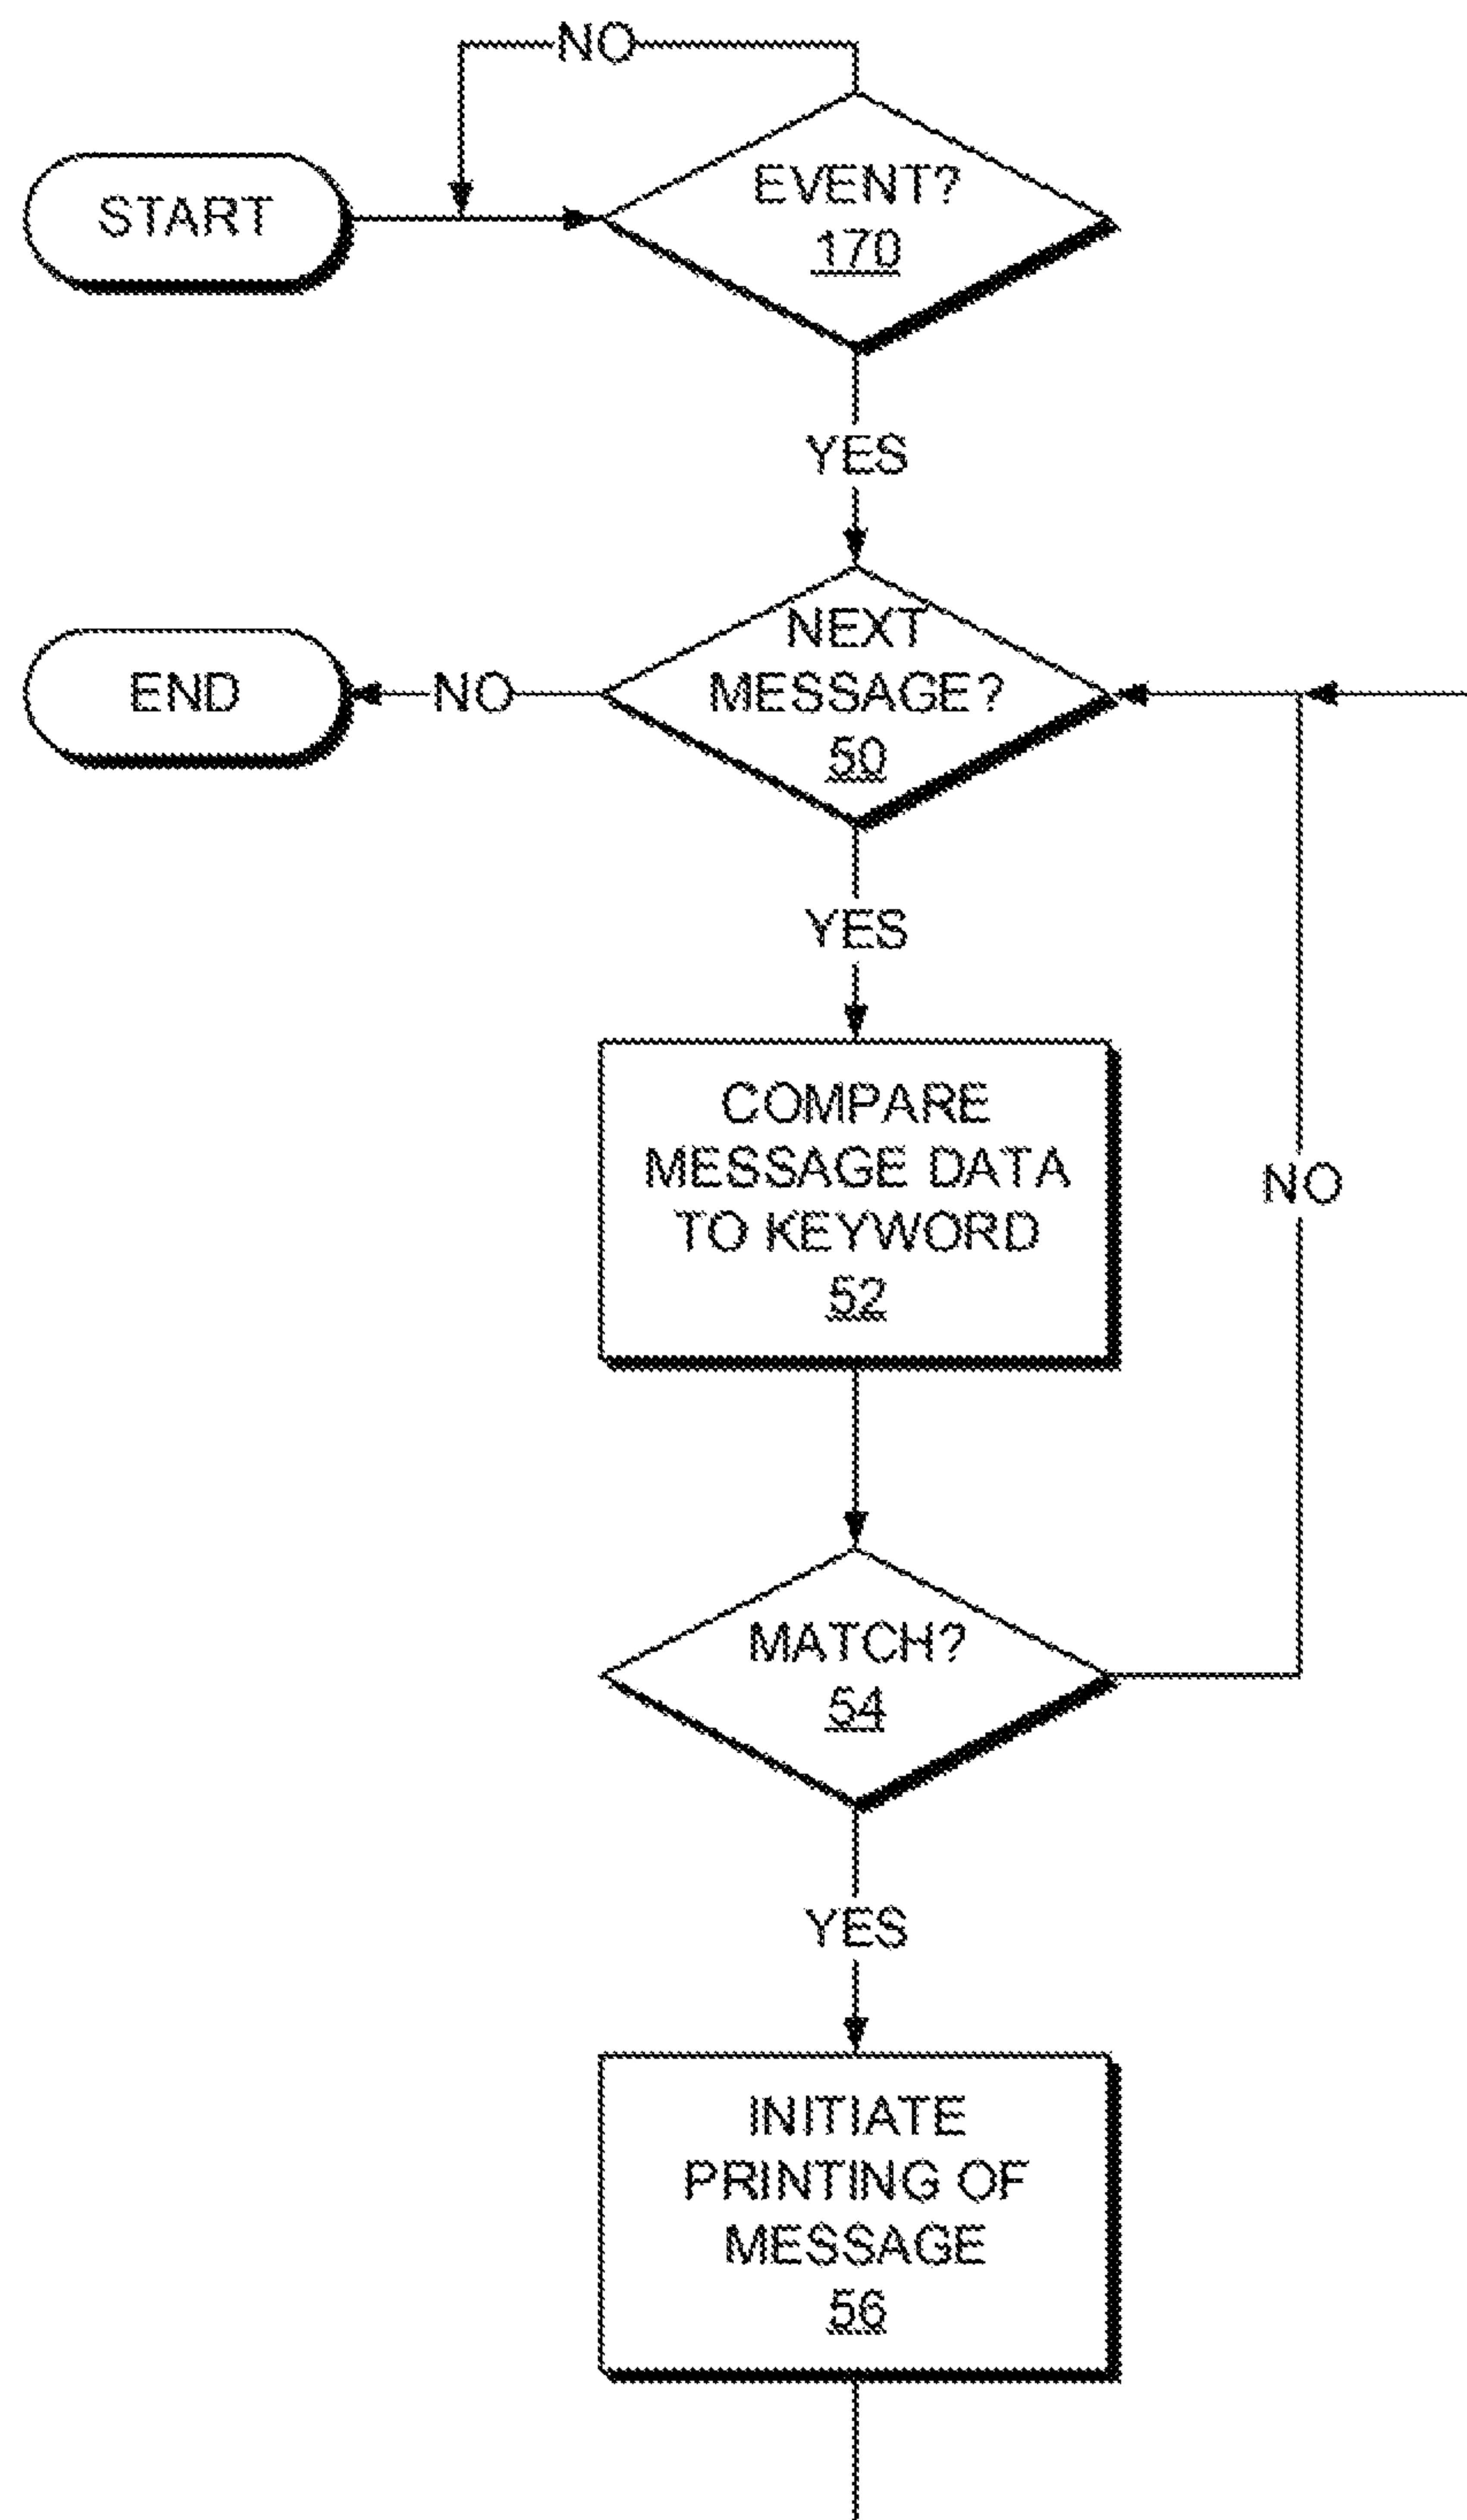 NO
START
EVENT?
170
YES
NEXT
MESSAGE?
50
NO
END
YES
COMPARE
MESSAGE DATA
TO KEYWORD
52
NO
MATCH?
54
YES
INITIATE
PRINTING OF
MESSAGE
56